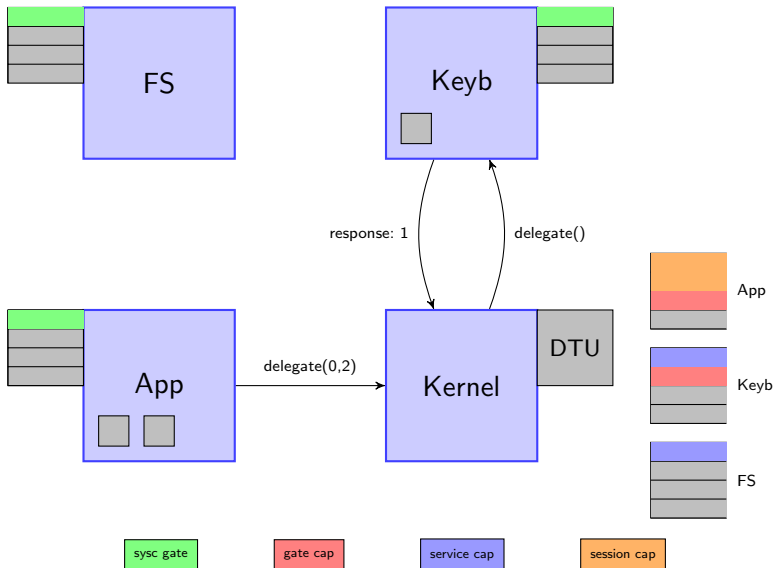 FS
Keyb
response: 1
delegate()
App
delegate(0,2)
App
Kernel
DTU
Keyb
FS
sysc gate
gate cap
service cap
session cap